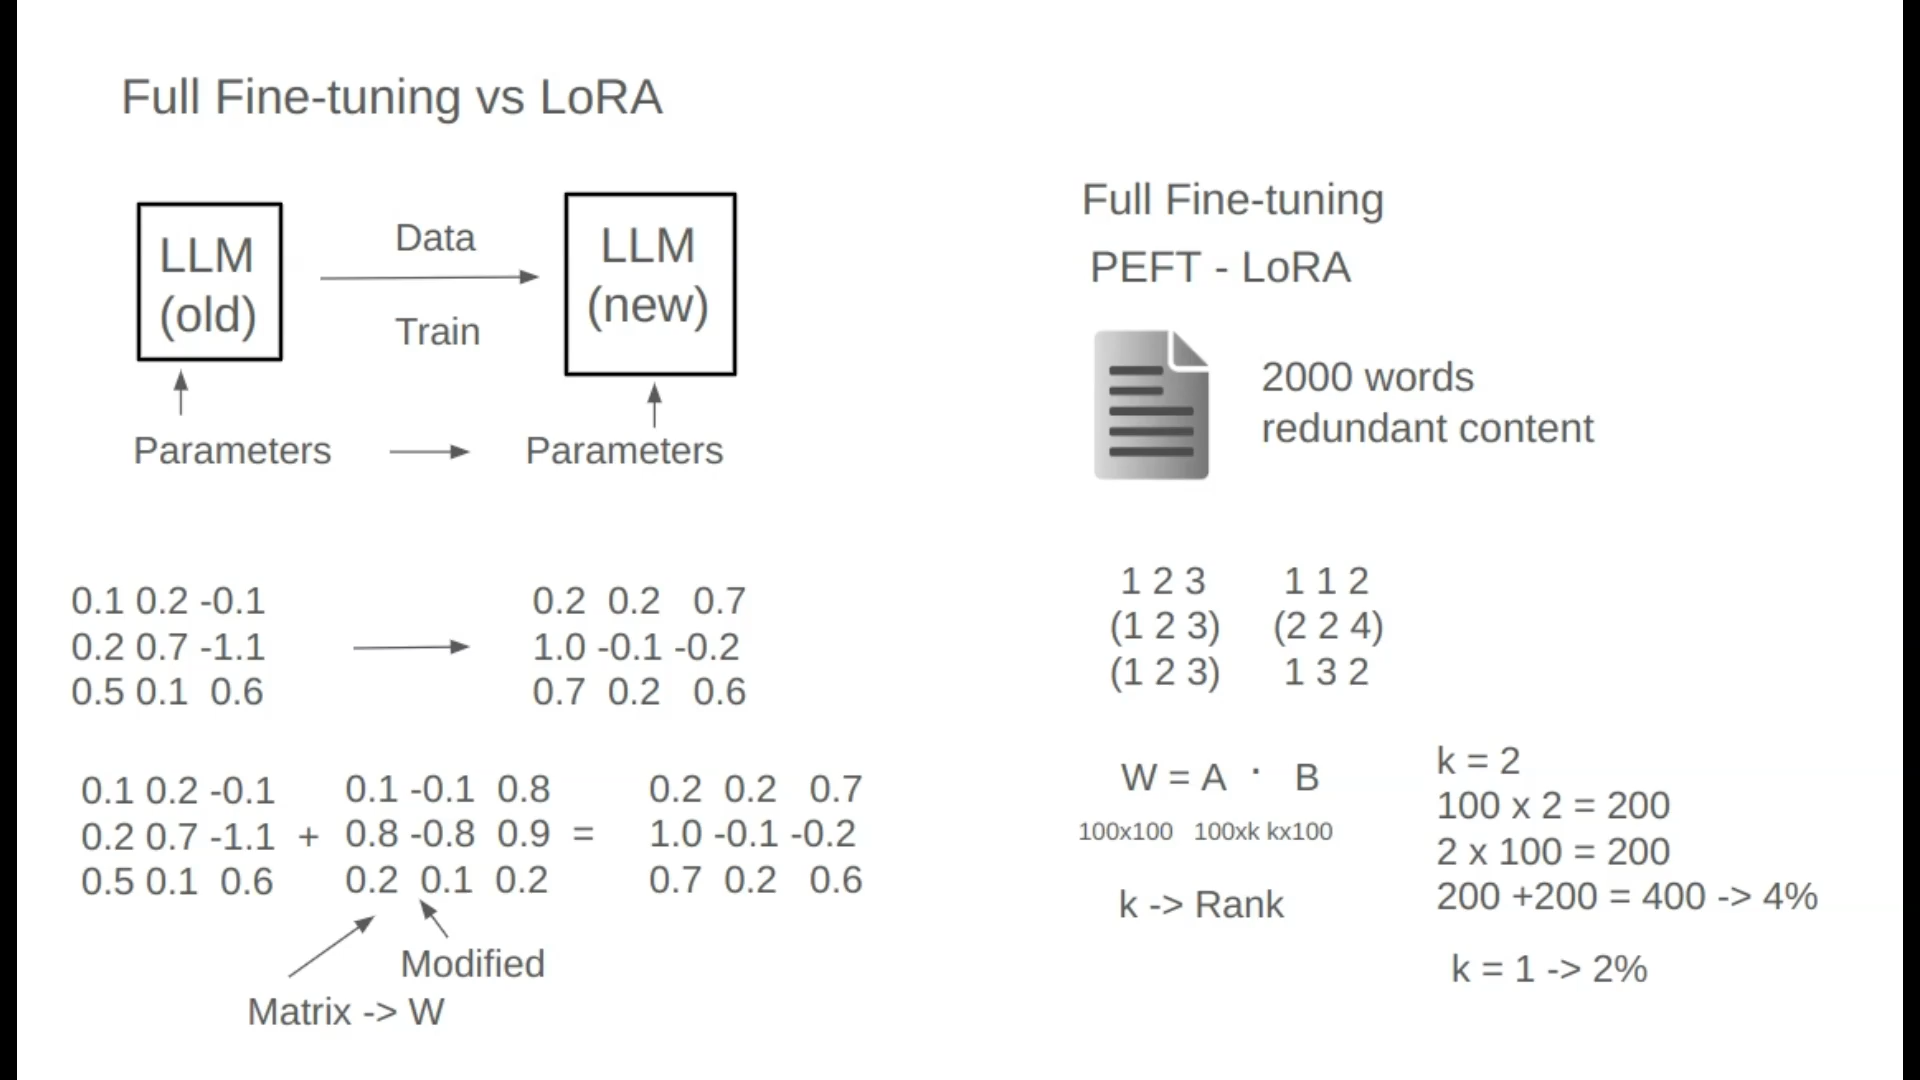 Full Fine-tuning vs LoRA
LLM
(old)
Data
Train
LLM
(new)
Parameters
Parameters
0.1 0.2 -0.1
0.2 0.7 -1.1
0.5 0.1 0.6
0.2 0.2 0.7
1.0 -0.1 -0.2
0.7 0.2 0.6
0.1 0.2 -0.1
0.2 0.7 -1.1
0.5 0.1 0.6
+
0.1 -0.1 0.8
0.8 -0.8 0.9
0.2 0.1 0.2
=
0.2 0.2 0.7
1.0 -0.1 -0.2
0.7 0.2 0.6
Modified
Matrix -> W
Full Fine-tuning
PEFT - LoRA
2000 words
redundant content
1 2 3
(1 2 3)
(1 2 3)
1 1 2
(2 2 4)
1 3 2
W = A · B
100x100 100xk kx100
k -> Rank
k = 2
100 x 2 = 200
2 x 100 = 200
200 +200 = 400 -> 4%
k = 1 -> 2%